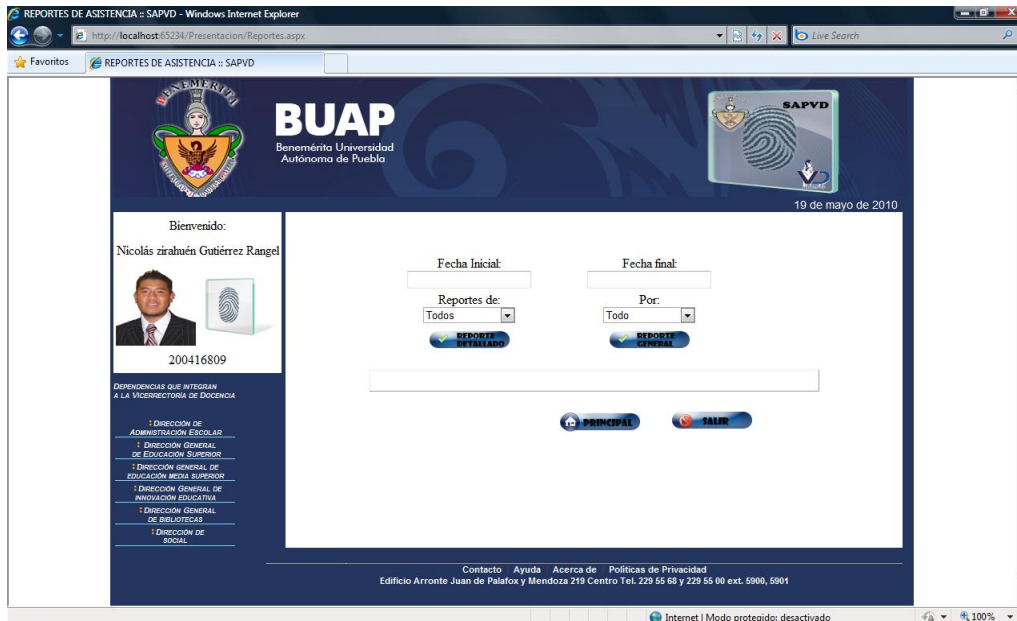 REPORTES DE ASISTENCIA :: SAPVD - Windows Internet Explorer
http://localhost:65234/Presentacion/Reportes.aspx
Live Search
Favoritos
REPORTES DE ASISTENCIA :: SAPVD
BENEMERITA
BUAP
Benemérita Universidad
Autónoma de Puebla
SAPVD
19 de mayo de 2010
Bienvenido:
Nicolás zirahuén Gutiérrez Rangel
200416809
DEPENDENCIAS QUE INTEGRAN
A LA VICERRECTORÍA DE DOCENCIA
DIRECCIÓN DE
ADMINISTRACIÓN ESCOLAR
DIRECCIÓN GENERAL
DE EDUCACIÓN SUPERIOR
DIRECCIÓN GENERAL DE
EDUCACIÓN MEDIA SUPERIOR
DIRECCIÓN GENERAL DE
INNOVACIÓN EDUCATIVA
DIRECCIÓN GENERAL
DE BIBLIOTECAS
DIRECCIÓN DE
SOCIAL
Fecha Inicial:
Fecha final:
Reportes de:
Por:
Todos
Todo
REPORTE
DETALLADO
REPORTE
GENERAL
PRINCIPAL
SALIR
Contacto Ayuda Acerca de Políticas de Privacidad
Edificio Arronte Juan de Palafox y Mendoza 219 Centro Tel. 229 55 68 y 229 55 00 ext. 5900, 5901
Internet | Modo protegido: desactivado
100%